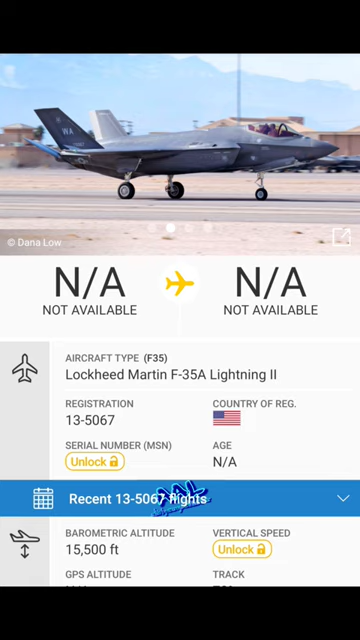 WA
© Dana Low
N/A N/A
NOT AVAILABLE NOT AVAILABLE
AIRCRAFT TYPE (F35)
Lockheed Martin F-35A Lightning II
REGISTRATION COUNTRY OF REG.
13-5067
SERIAL NUMBER (MSN) AGE
Unlock N/A
Recent 13-5067 flights
BAROMETRIC ALTITUDE VERTICAL SPEED
15,500 ft Unlock
GPS ALTITUDE TRACK